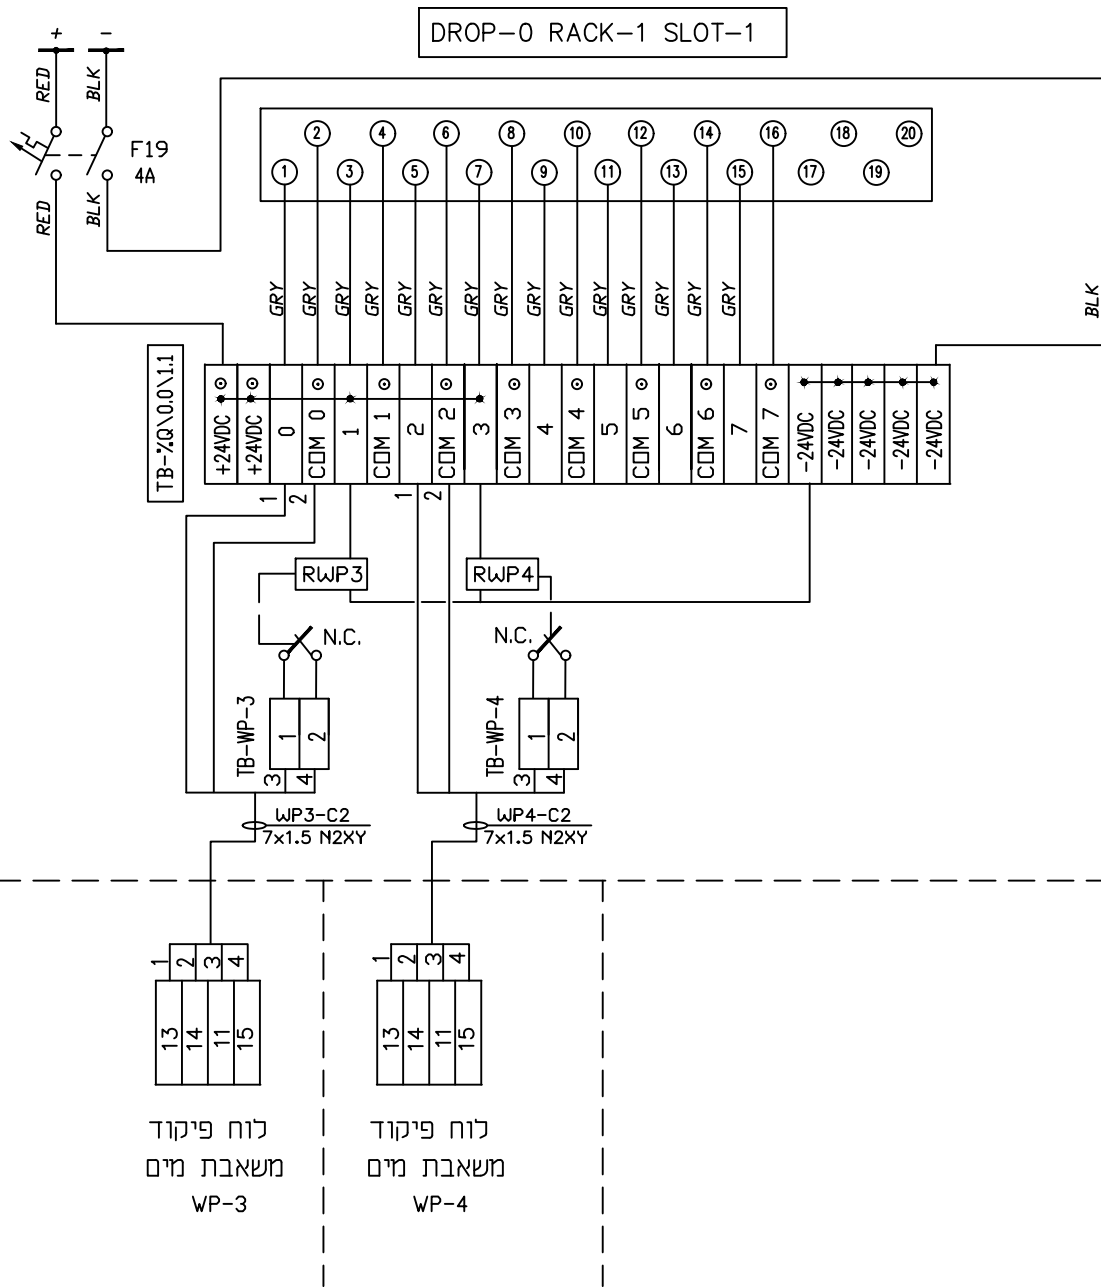 DROP-0 RACK-1 SLOT-1
+ -
RED BLK
F19
4A
RED BLK
2 4 6 8 10 12 14 16 18 20
1 3 5 7 9 11 13 15 17 19
GRY GRY GRY GRY GRY GRY GRY GRY GRY GRY GRY GRY GRY GRY GRY
BLK
TB-%Q\0.0\1.1
+24VDC +24VDC 0 COM 0 1 COM 1 2 COM 2 3 COM 3 4 COM 4 5 COM 5 6 COM 6 7 COM 7 -24VDC -24VDC -24VDC -24VDC -24VDC
1 2 1 2
RWP3 RWP4
N.C. N.C.
TB-WP-3 1 2 TB-WP-4 1 2
3 4 3 4
WP3-C2 WP4-C2
7x1.5 N2XY 7x1.5 N2XY
1 2 3 4 1 2 3 4
13 14 11 15 13 14 11 15
לוח פיקוד
משאבת מים
WP-3
לוח פיקוד
משאבת מים
WP-4